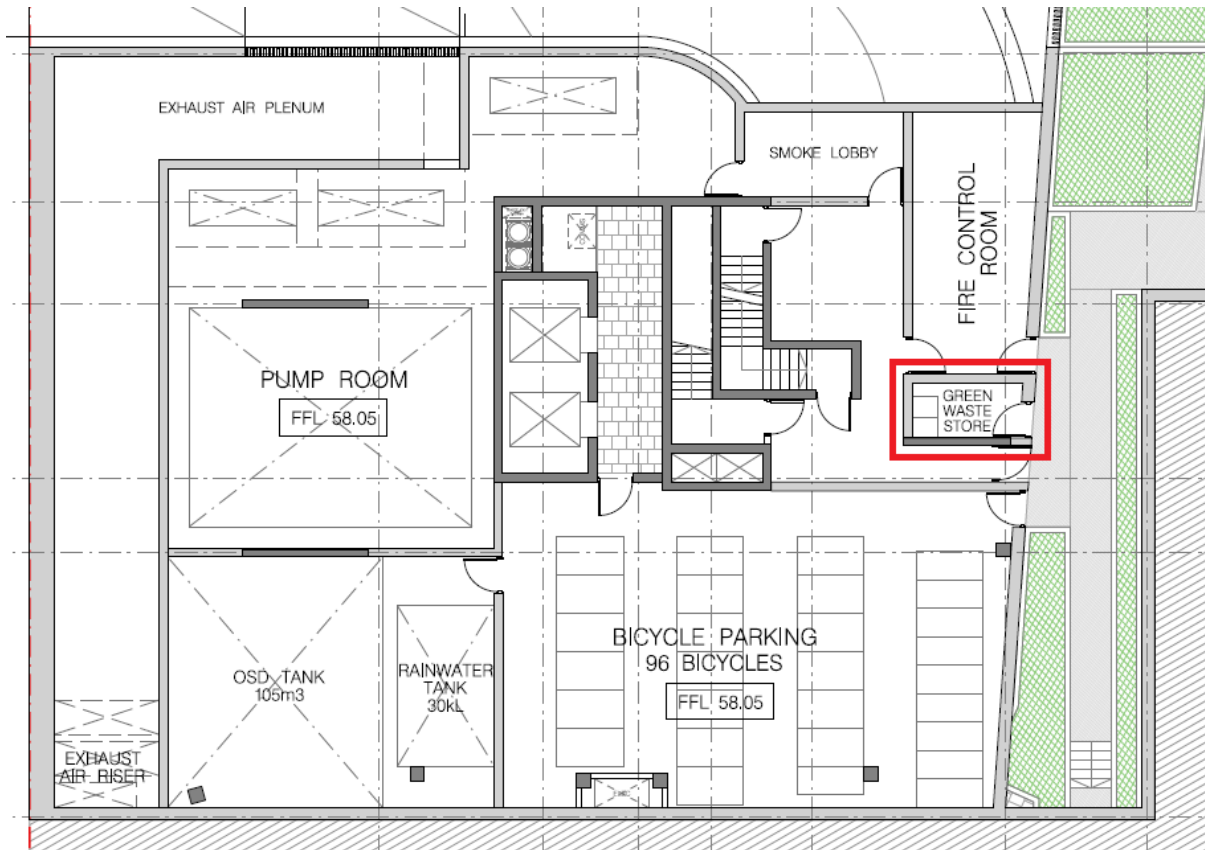 EXHAUST AIR PLENUM
SMOKE LOBBY
FIRE CONTROL
ROOM
PUMP ROOM
FFL 58.05
GREEN
WASTE
STORE
BICYCLE PARKING
96 BICYCLES
FFL 58.05
OSD TANK
105m3
RAINWATER
TANK
30kL
EXHAUST
AIR RISER